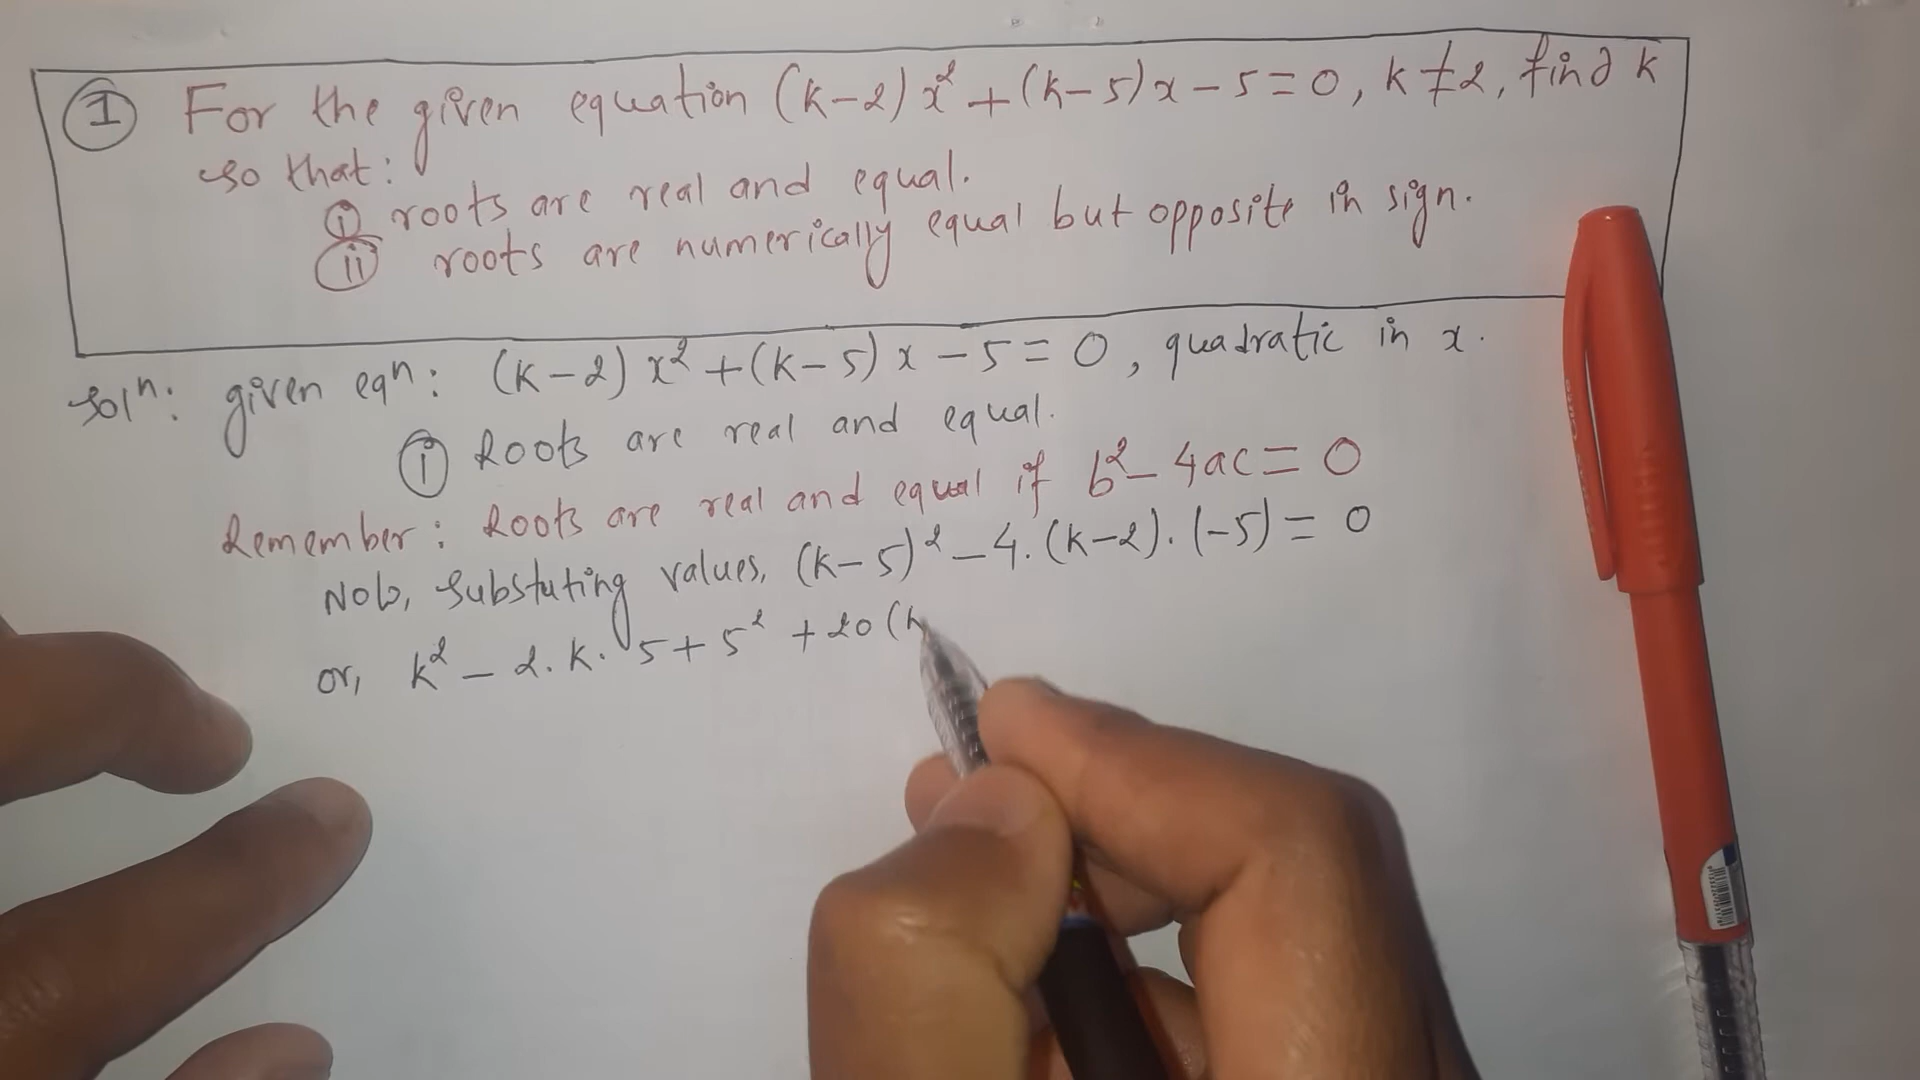 ① For the given equation (k-2)x² + (k-5)x - 5 = 0, k ≠ 2, find k
so that:
ⓘ roots are real and equal.
ⓘⓘ roots are numerically equal but opposite in sign.
Solⁿ: given eqⁿ: (k-2)x² + (k-5)x - 5 = 0, quadratic in x.
ⓘ Roots are real and equal.
Remember: Roots are real and equal if b² - 4ac = 0
Now, substuting values, (k-5)² - 4.(k-2).(-5) = 0
or, k² - 2.k.5 + 5² + 20(k